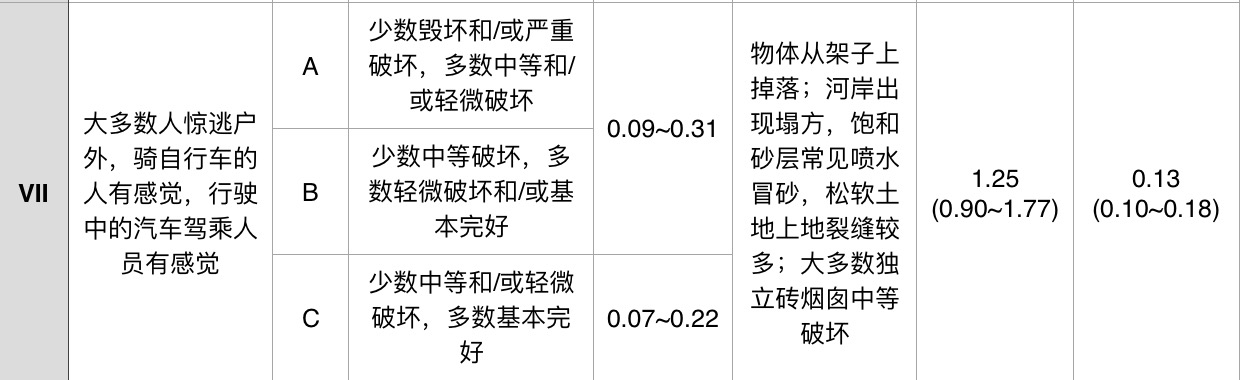 VII
大多数人惊逃户
外，骑自行车的
人有感觉，行驶
中的汽车驾乘人
员有感觉
A
少数毁坏和/或严重
破坏，多数中等和/
或轻微破坏
B
少数中等破坏，多
数轻微破坏和/或基
本完好
C
少数中等和/或轻微
破坏，多数基本完
好
0.09~0.31
0.07~0.22
物体从架子上
掉落；河岸出
现塌方，饱和
砂层常见喷水
冒砂，松软土
地上地裂缝较
多；大多数独
立砖烟囱中等
破坏
1.25
(0.90~1.77)
0.13
(0.10~0.18)